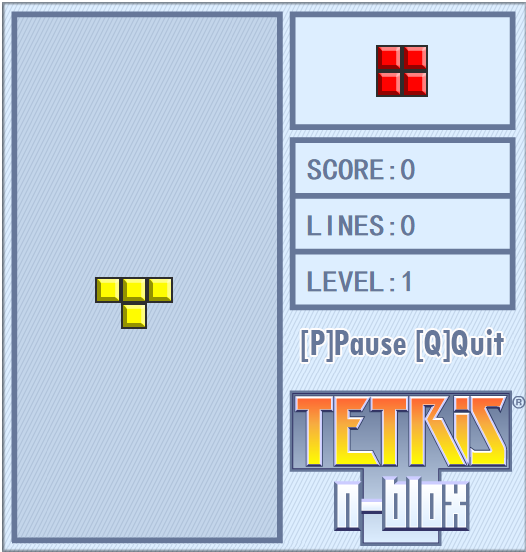 SCORE:0
LINES:0
LEVEL:1
[P]Pause [Q]Quit
TETRiS®
n-blox